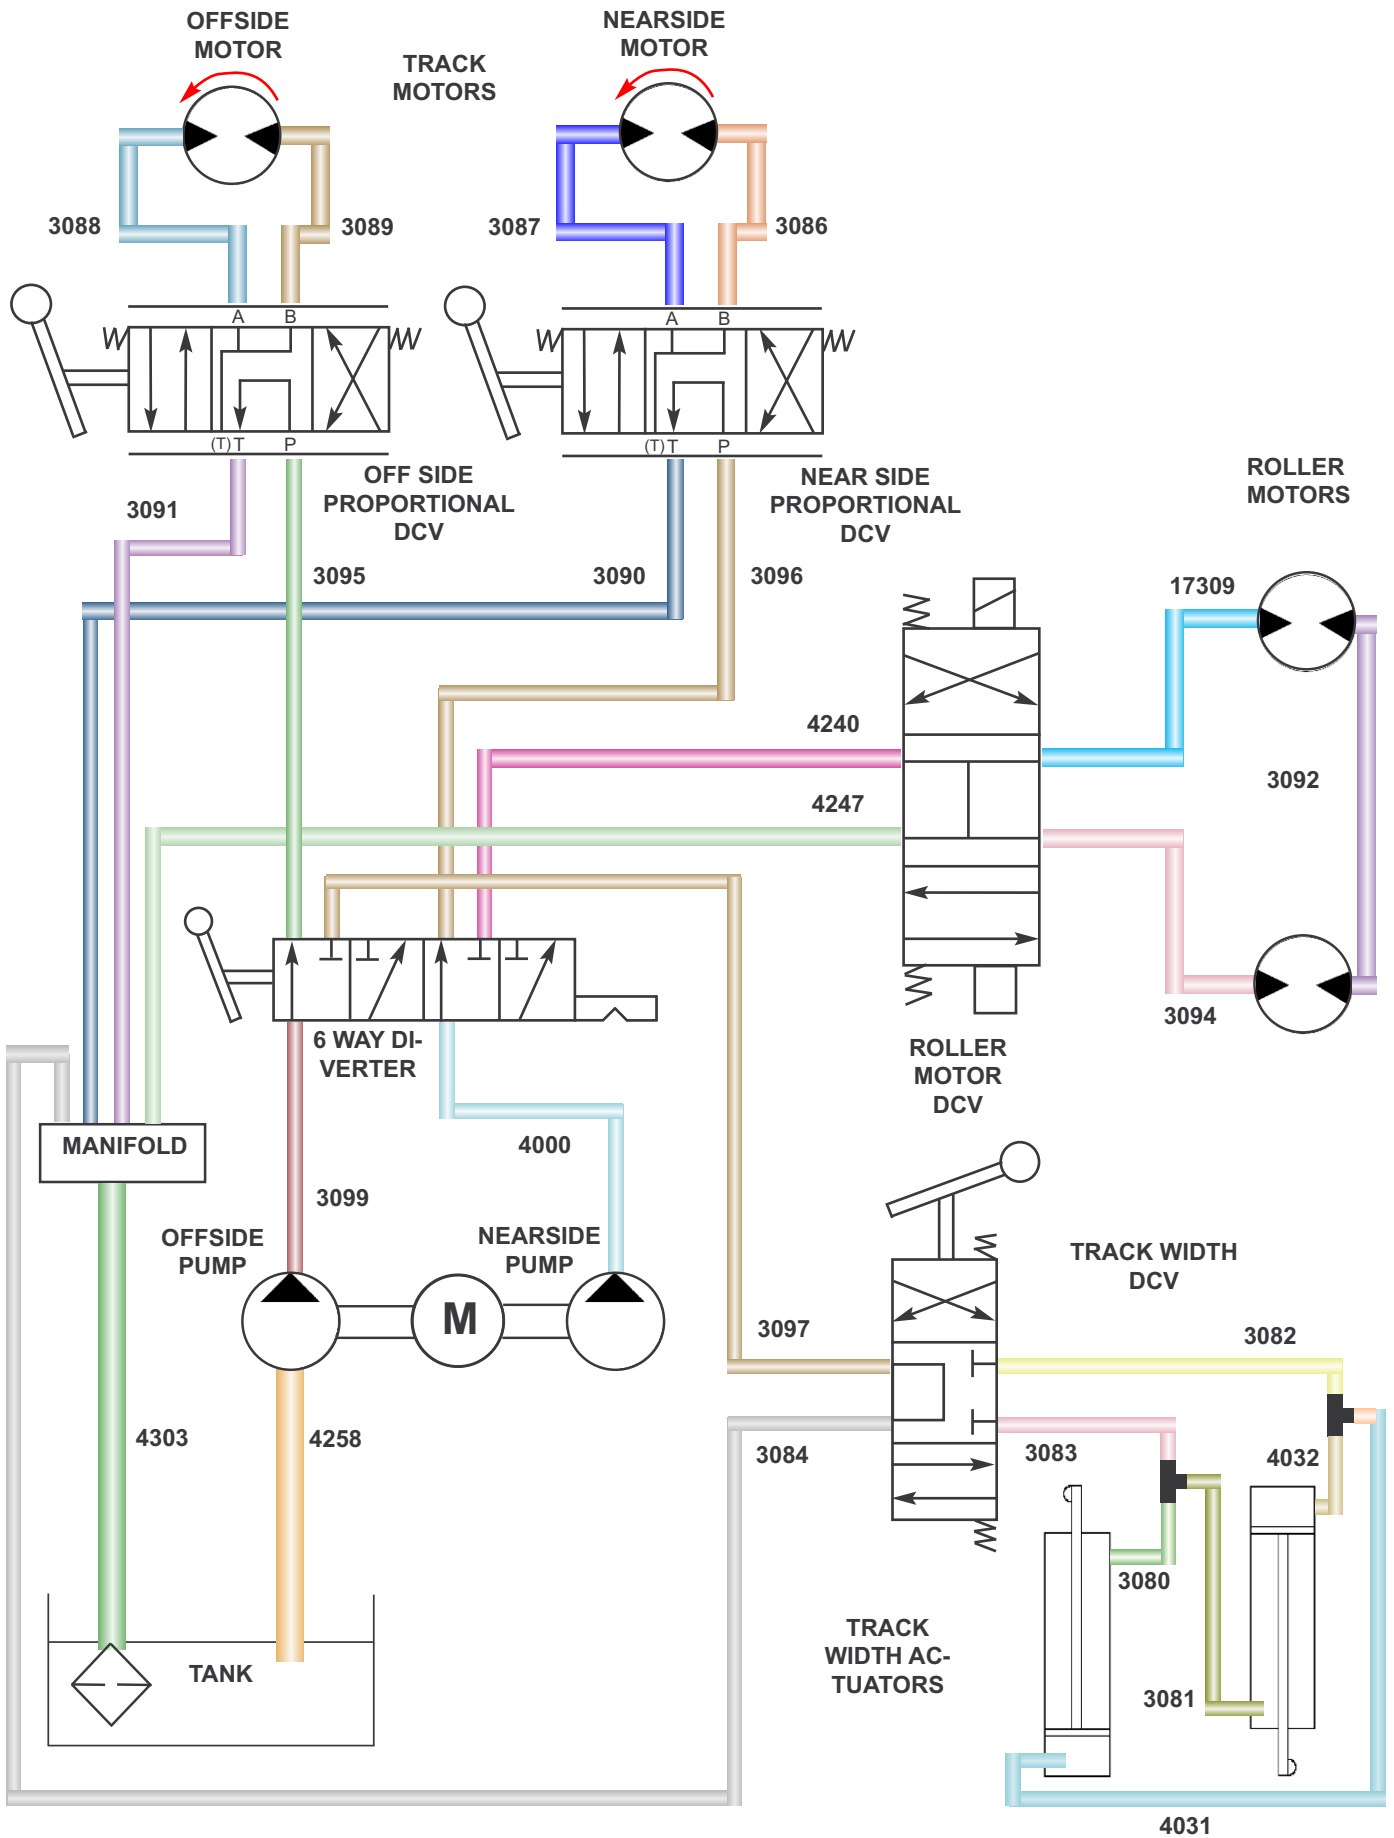 OFFSIDE
MOTOR
TRACK
MOTORS
NEARSIDE
MOTOR
3088
3089
3087
3086
A B
A B
(T) T P
(T) T P
OFF SIDE
PROPORTIONAL
DCV
NEAR SIDE
PROPORTIONAL
DCV
ROLLER
MOTORS
3091
3095
3090
3096
17309
4240
4247
3092
3094
6 WAY DI-
VERTER
ROLLER
MOTOR
DCV
MANIFOLD
4000
3099
OFFSIDE
PUMP
NEARSIDE
PUMP
M
TRACK WIDTH
DCV
3097
3082
4303
4258
3084
3083
4032
3080
TANK
TRACK
WIDTH AC-
TUATORS
3081
4031